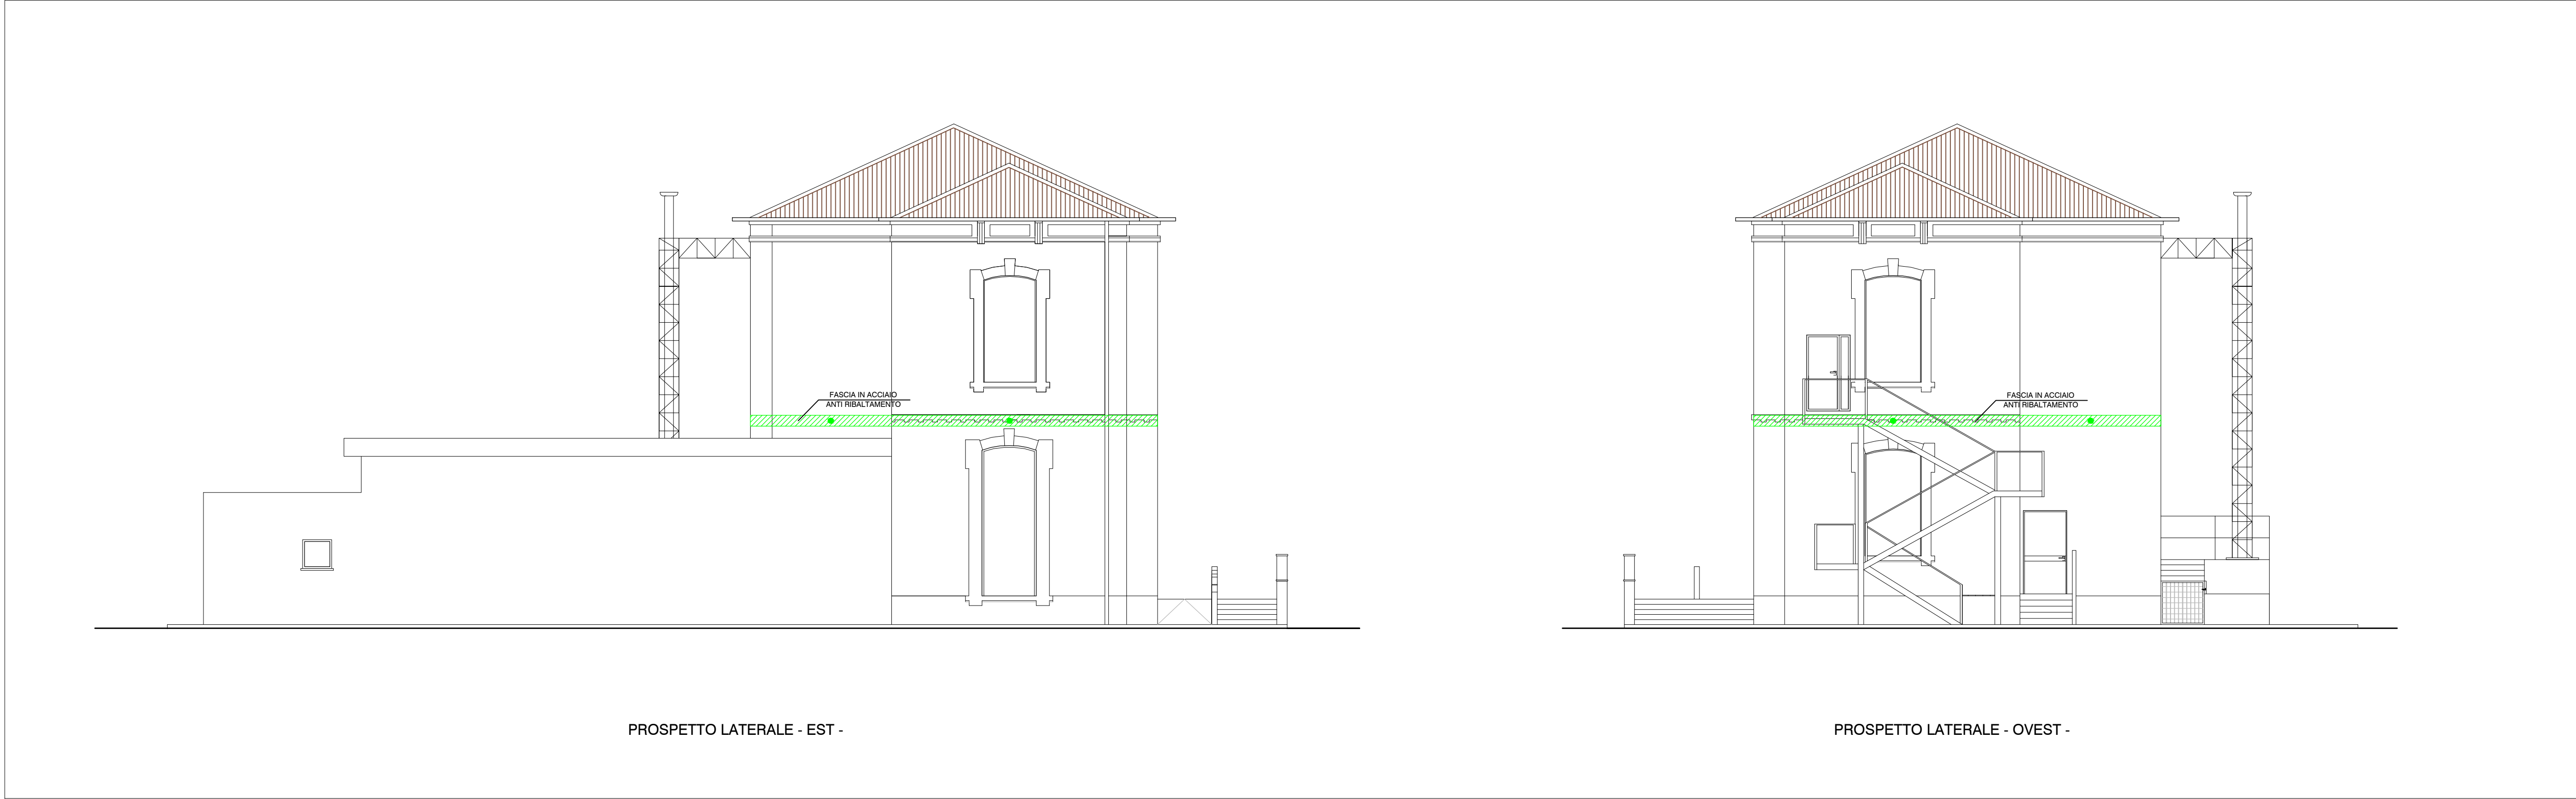 FASCIA IN ACCIAIO
ANTI RIBALTAMENTO
FASCIA IN ACCIAIO
ANTI RIBALTAMENTO
PROSPETTO LATERALE - EST -
PROSPETTO LATERALE - OVEST -